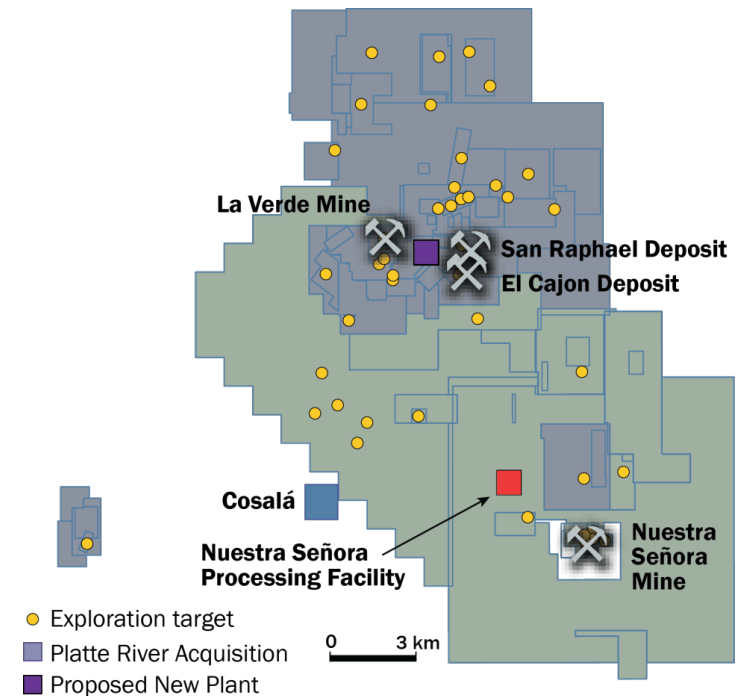 La Verde Mine
San Raphael Deposit
El Cajon Deposit
Cosalá
Nuestra Señora
Processing Facility
Nuestra
Señora
Mine
Exploration target
Platte River Acquisition
Proposed New Plant
0 3 km